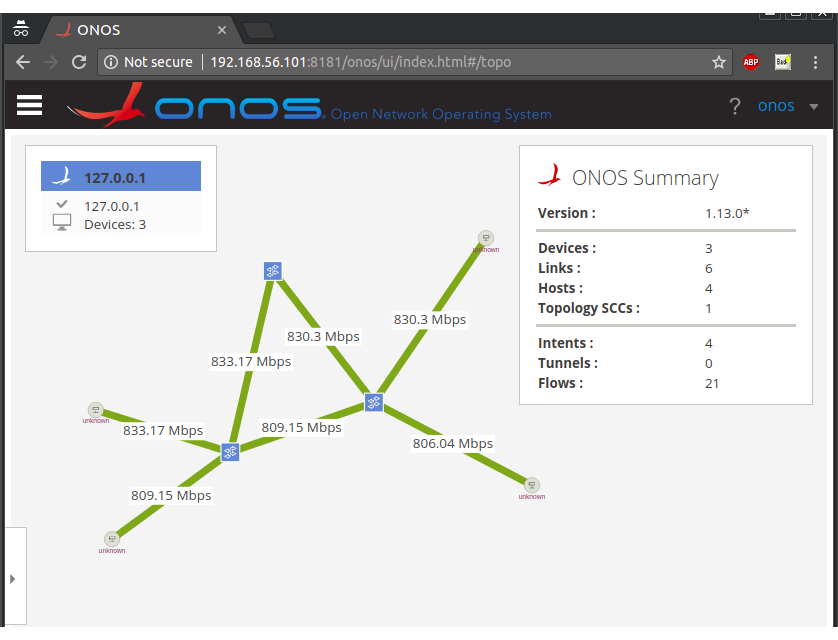 ONOS
Not secure | 192.168.56.101:8181/onos/ui/index.html#/topo
ABP
onos Open Network Operating System
? onos
127.0.0.1
127.0.0.1
Devices: 3
ONOS Summary
Version : 1.13.0*
Devices : 3
Links : 6
Hosts : 4
Topology SCCs : 1
Intents : 4
Tunnels : 0
Flows : 21
unknown
830.3 Mbps
830.3 Mbps
833.17 Mbps
unknown
833.17 Mbps
809.15 Mbps
806.04 Mbps
809.15 Mbps
unknown
unknown